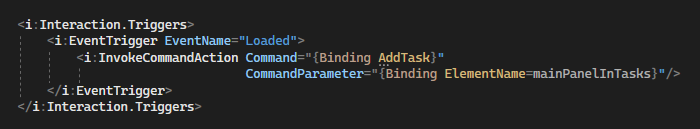 <i:Interaction.Triggers>
<i:EventTrigger EventName="Loaded">
<i:InvokeCommandAction Command="{Binding AddTask}"
CommandParameter="{Binding ElementName=mainPanelInTasks}"/>
</i:EventTrigger>
</i:Interaction.Triggers>